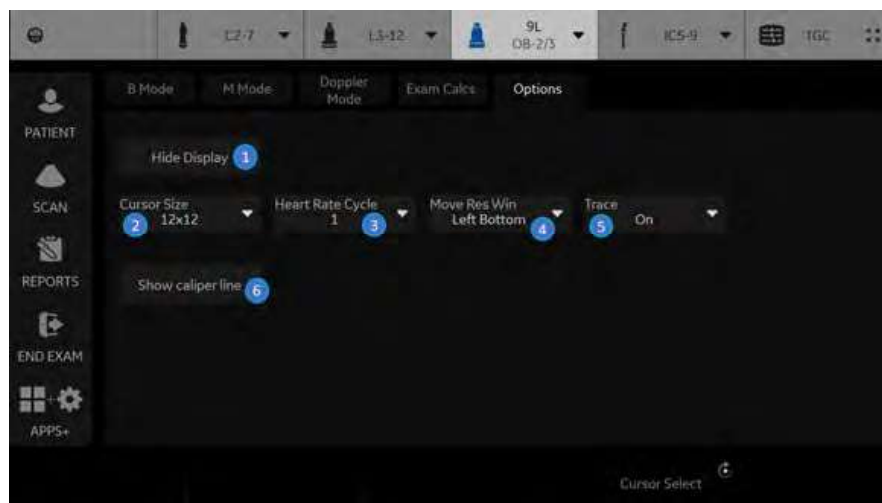 C2-7
L3-12
9L
OB-2/3
IC5-9
TGC
B Mode
M Mode
Doppler
Mode
Exam Calcs
Options
PATIENT
SCAN
REPORTS
END EXAM
APPS+
Hide Display 1
Cursor Size
2 12x12
Heart Rate Cycle
1 3
Move Res Win
Left Bottom 4
Trace
5 On
Show caliper line 6
Cursor Select